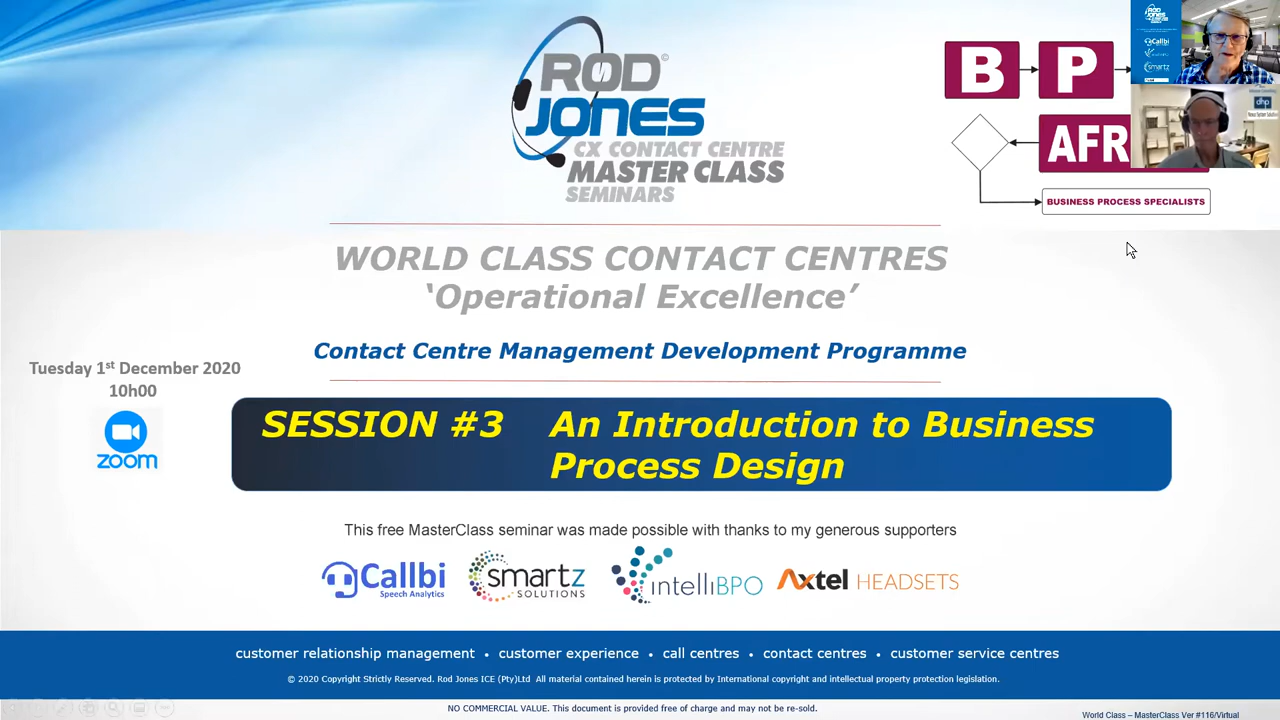 ROD
JONES
©
CX CONTACT CENTRE
MASTER CLASS
SEMINARS
B P
AFR
BUSINESS PROCESS SPECIALISTS
ROD
JONES
Callbi
smartz
dhp
WORLD CLASS CONTACT CENTRES
‘Operational Excellence’
Contact Centre Management Development Programme
Tuesday 1st December 2020
10h00
zoom
SESSION #3 An Introduction to Business
Process Design
This free MasterClass seminar was made possible with thanks to my generous supporters
Callbi
Speech Analytics
smartz
SOLUTIONS
intelliBPO
Axtel HEADSETS
customer relationship management • customer experience • call centres • contact centres • customer service centres
© 2020 Copyright Strictly Reserved. Rod Jones ICE (Pty)Ltd All material contained herein is protected by International copyright and intellectual property protection legislation.
NO COMMERCIAL VALUE. This document is provided free of charge and may not be re-sold.
World Class – MasterClass Ver #116/Virtual